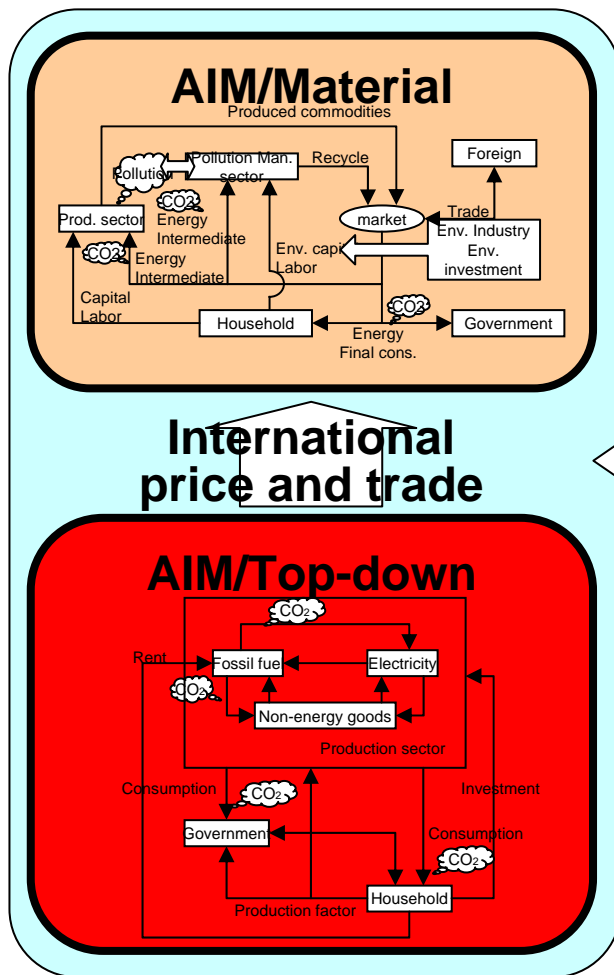 AIM/Material
Produced commodities
Pollution Man.
sector
Recycle
Foreign
Pollution
CO2
Prod. sector
Energy
Intermediate
market
Trade
Env. Industry
Env.
investment
CO2
Energy
Intermediate
Env. capit
Labor
Capital
Labor
Household
CO2
Government
Energy
Final cons.
International
price and trade
AIM/Top-down
CO2
Rent
Fossil fue
Electricity
CO2
Non-energy goods
Production sector
Consumption
CO2
Investment
Government
Consumption
CO2
Household
Production factor